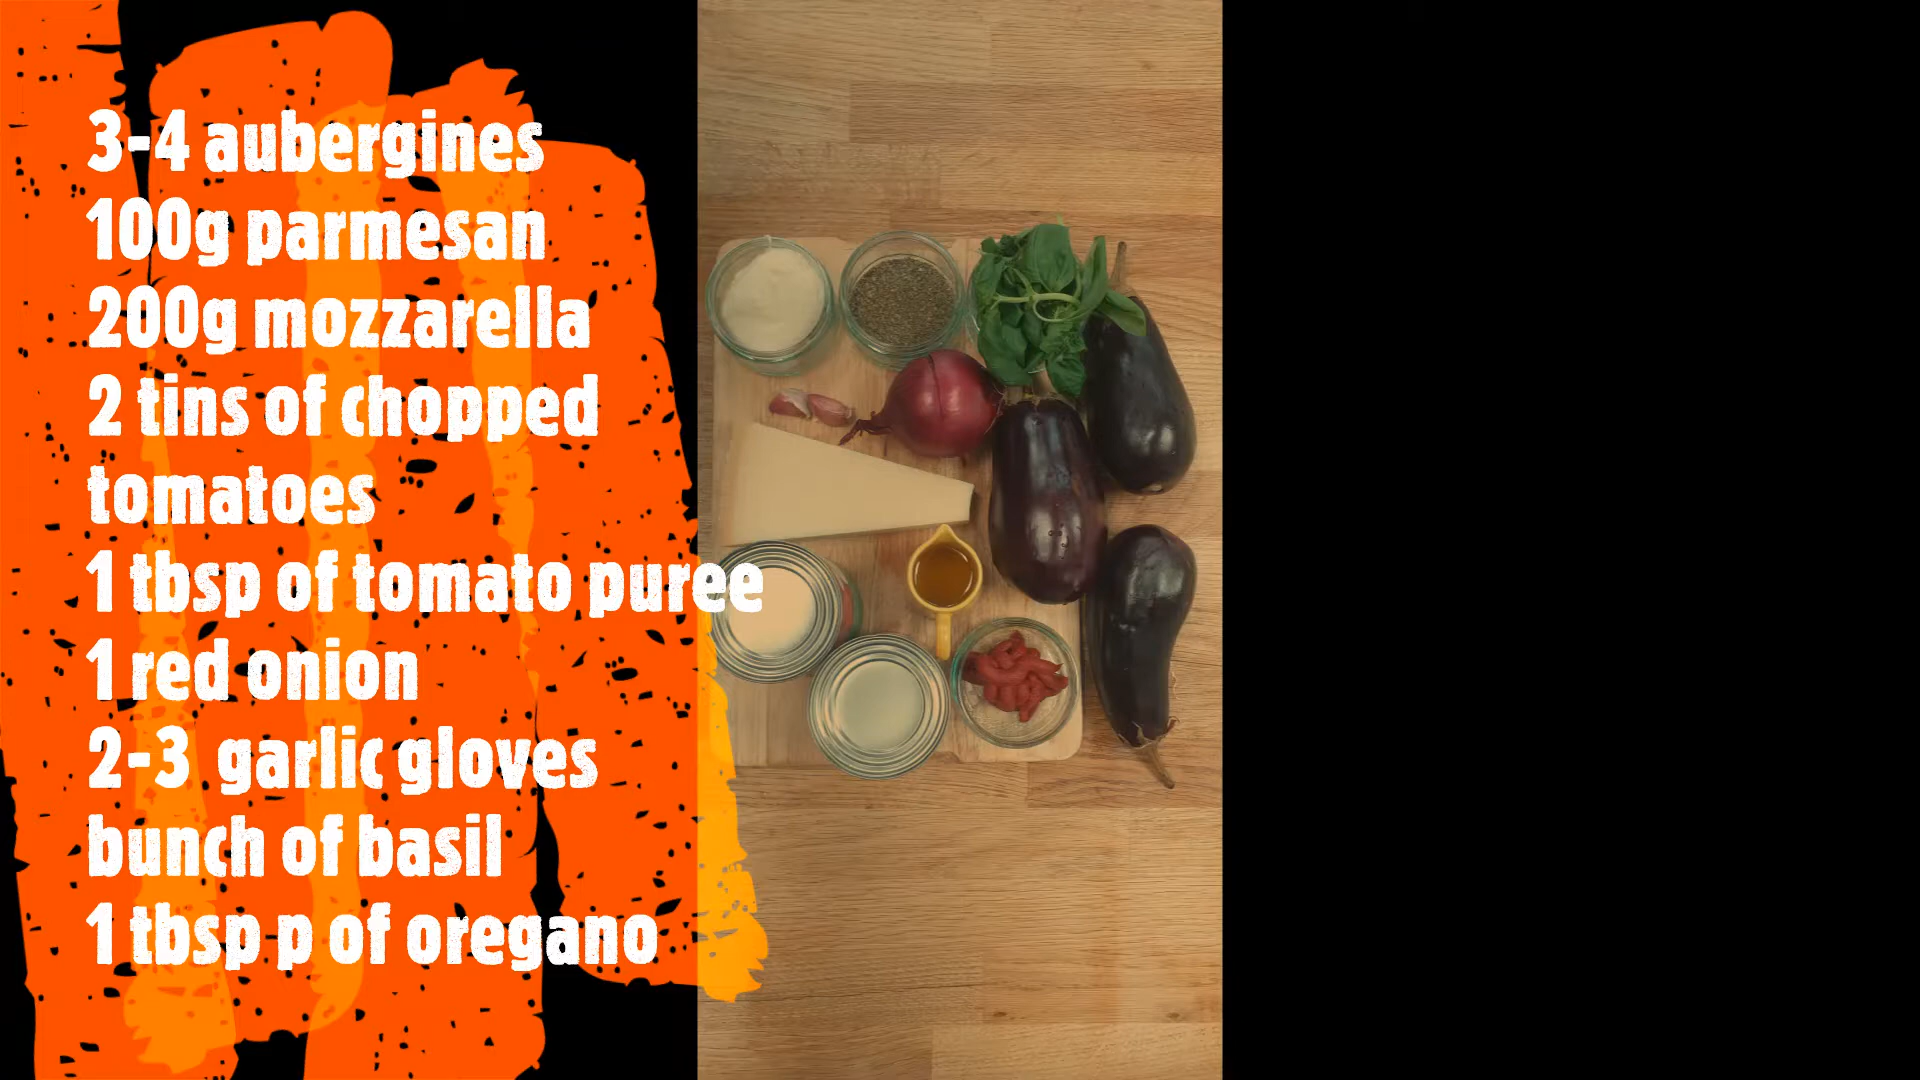 3-4 aubergines
100g parmesan
200g mozzarella
2 tins of chopped
tomatoes
1 tbsp of tomato puree
1 red onion
2-3 garlic gloves
bunch of basil
1 tbsp p of oregano